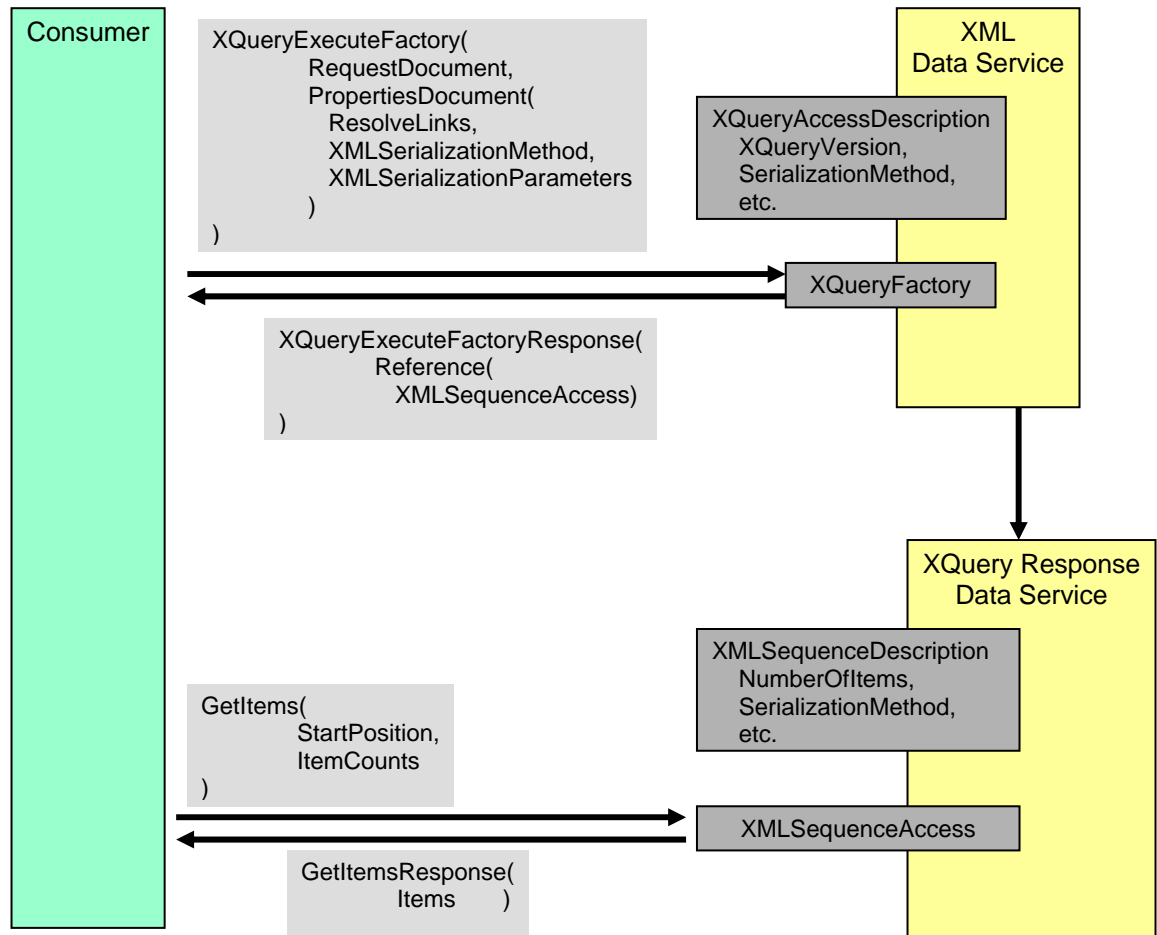 Consumer
XQueryExecuteFactory(
RequestDocument,
PropertiesDocument(
ResolveLinks,
XMLSerializationMethod,
XMLSerializationParameters
)
)
XML
Data Service
XQueryAccessDescription
XQueryVersion,
SerializationMethod,
etc.
XQueryFactory
XQueryExecuteFactoryResponse(
Reference(
XMLSequenceAccess)
)
XQuery Response
Data Service
XMLSequenceDescription
NumberOfItems,
SerializationMethod,
etc.
GetItems(
StartPosition,
ItemCounts
)
XMLSequenceAccess
GetItemsResponse(
Items )